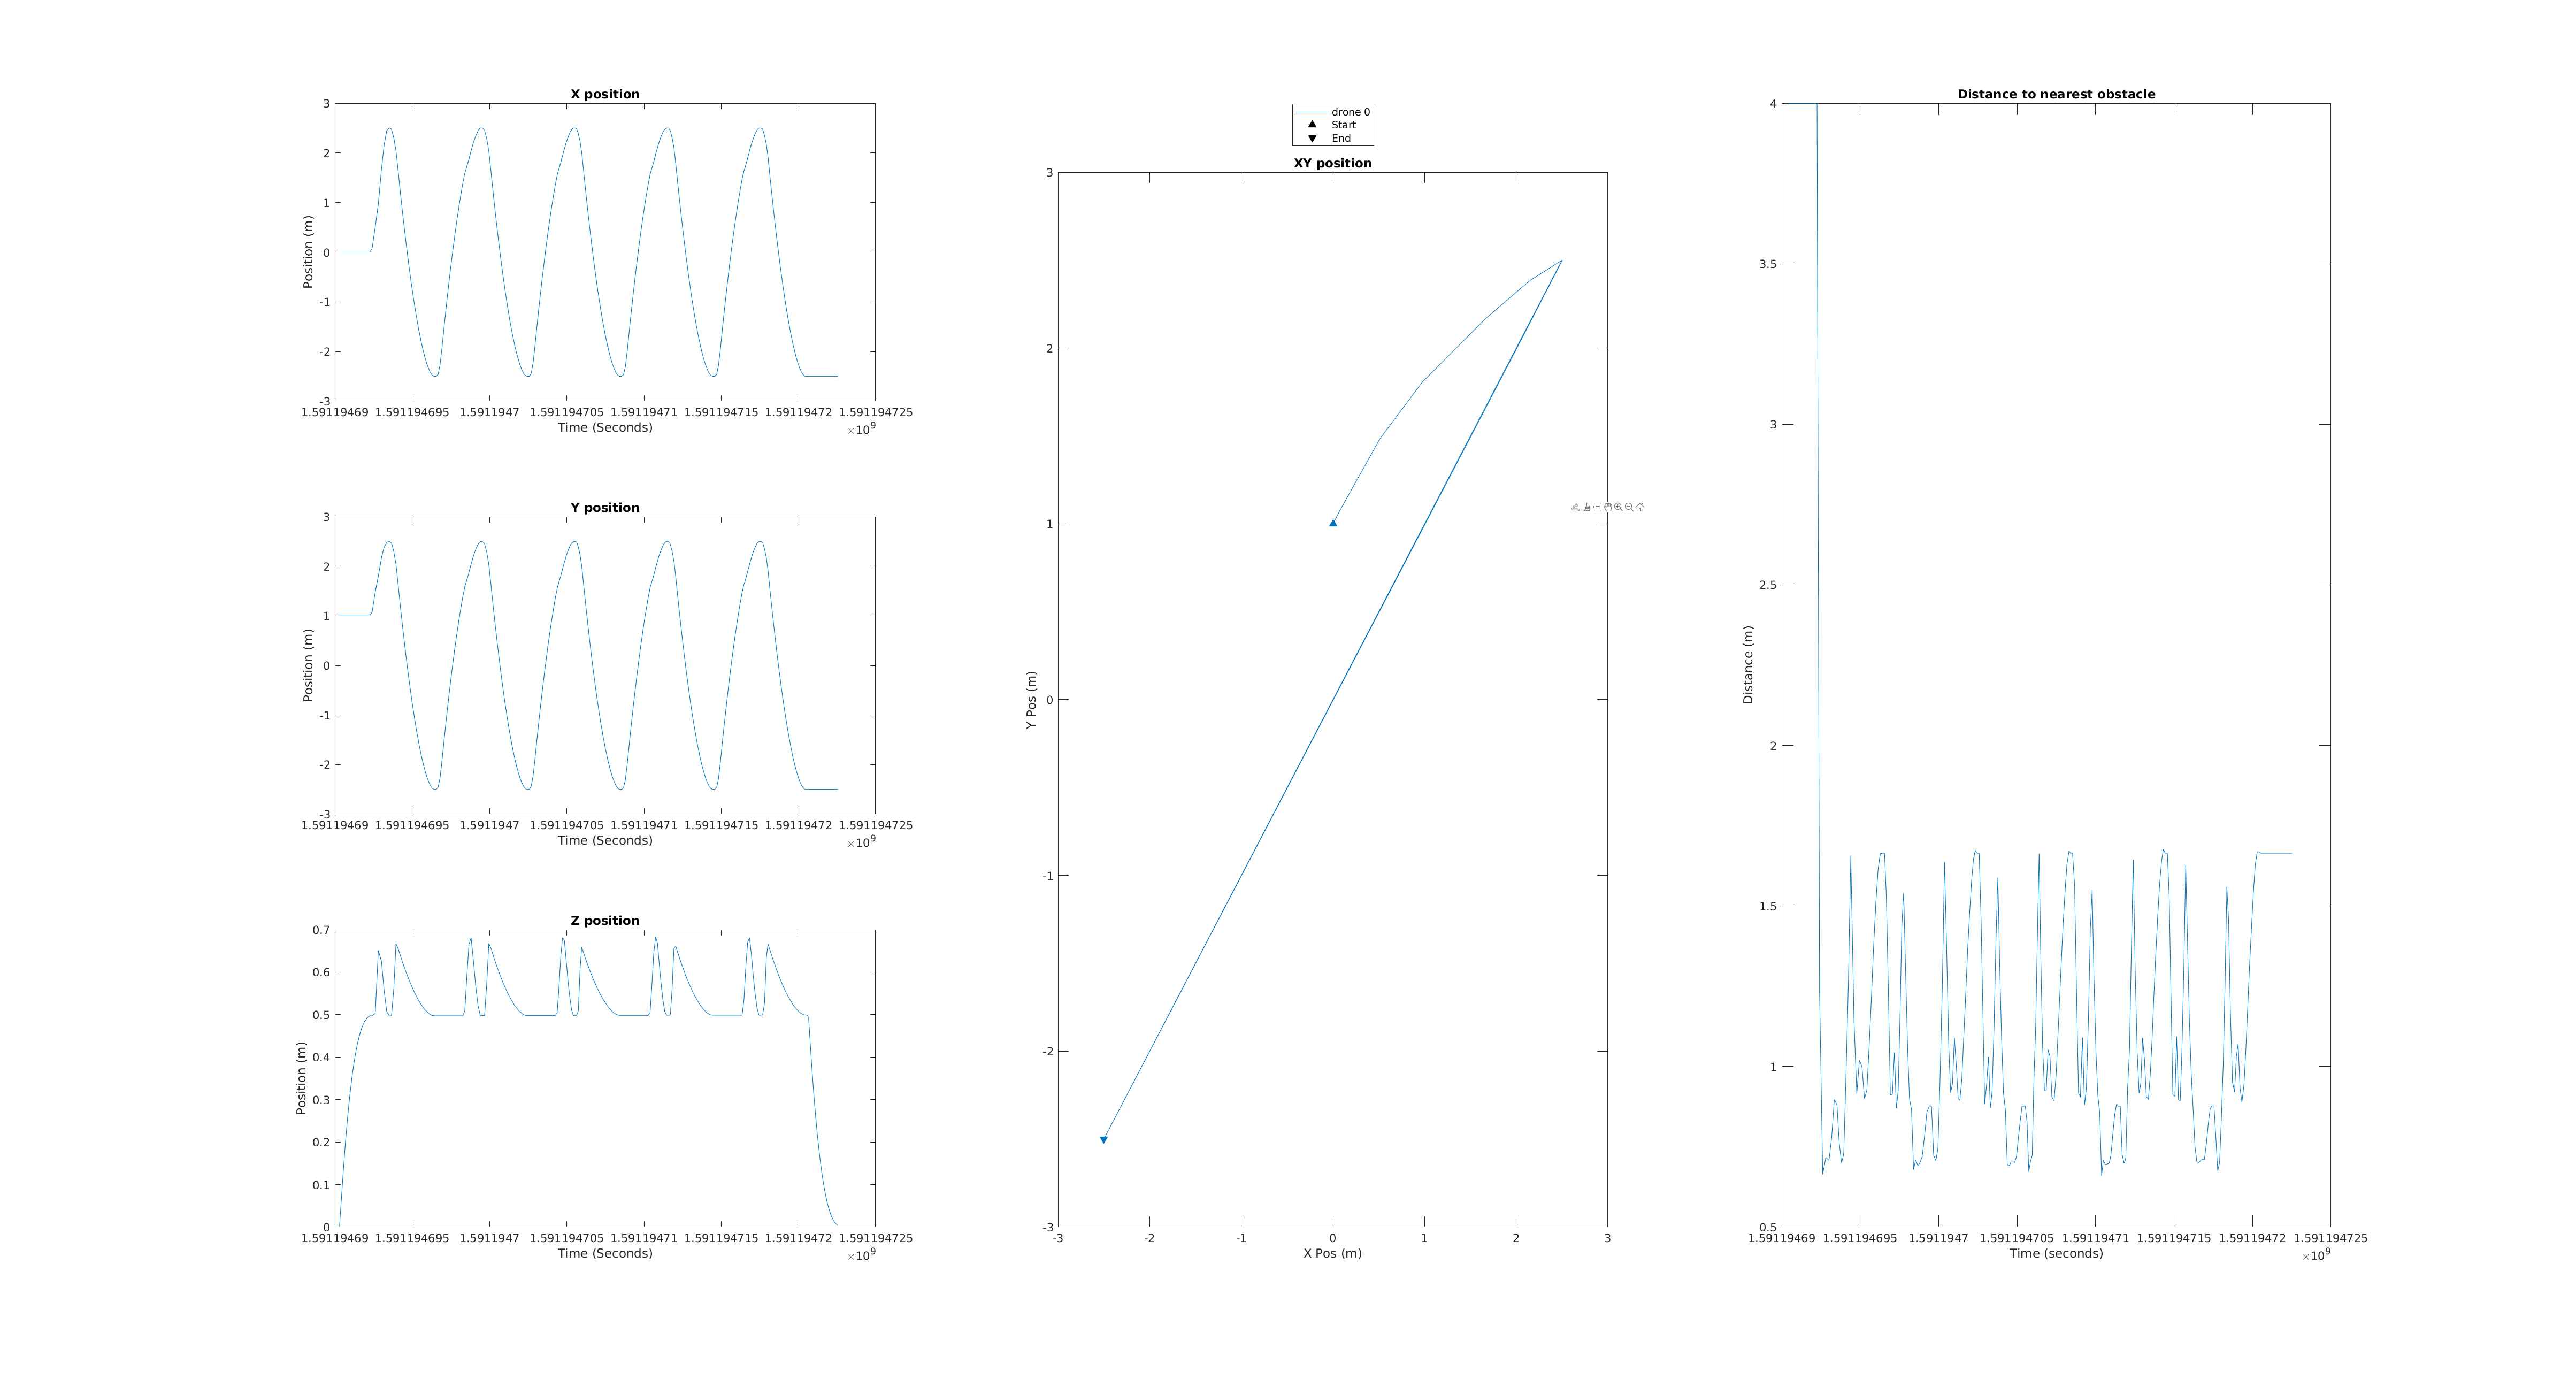 X position
3
2
1
0
-1
-2
-3
Position (m)
1.59119469 1.591194695 1.5911947 1.591194705 1.59119471 1.591194715 1.59119472 1.591194725
Time (Seconds)
×10^9
Y position
3
2
1
0
-1
-2
-3
Position (m)
1.59119469 1.591194695 1.5911947 1.591194705 1.59119471 1.591194715 1.59119472 1.591194725
Time (Seconds)
×10^9
Z position
0.7
0.6
0.5
0.4
0.3
0.2
0.1
0
Position (m)
1.59119469 1.591194695 1.5911947 1.591194705 1.59119471 1.591194715 1.59119472 1.591194725
Time (Seconds)
×10^9
drone 0
Start
End
XY position
3
2
1
0
-1
-2
-3
Y Pos (m)
-3 -2 -1 0 1 2 3
X Pos (m)
Distance to nearest obstacle
4
3.5
3
2.5
2
1.5
1
0.5
Distance (m)
1.59119469 1.591194695 1.5911947 1.591194705 1.59119471 1.591194715 1.59119472 1.591194725
Time (seconds)
×10^9